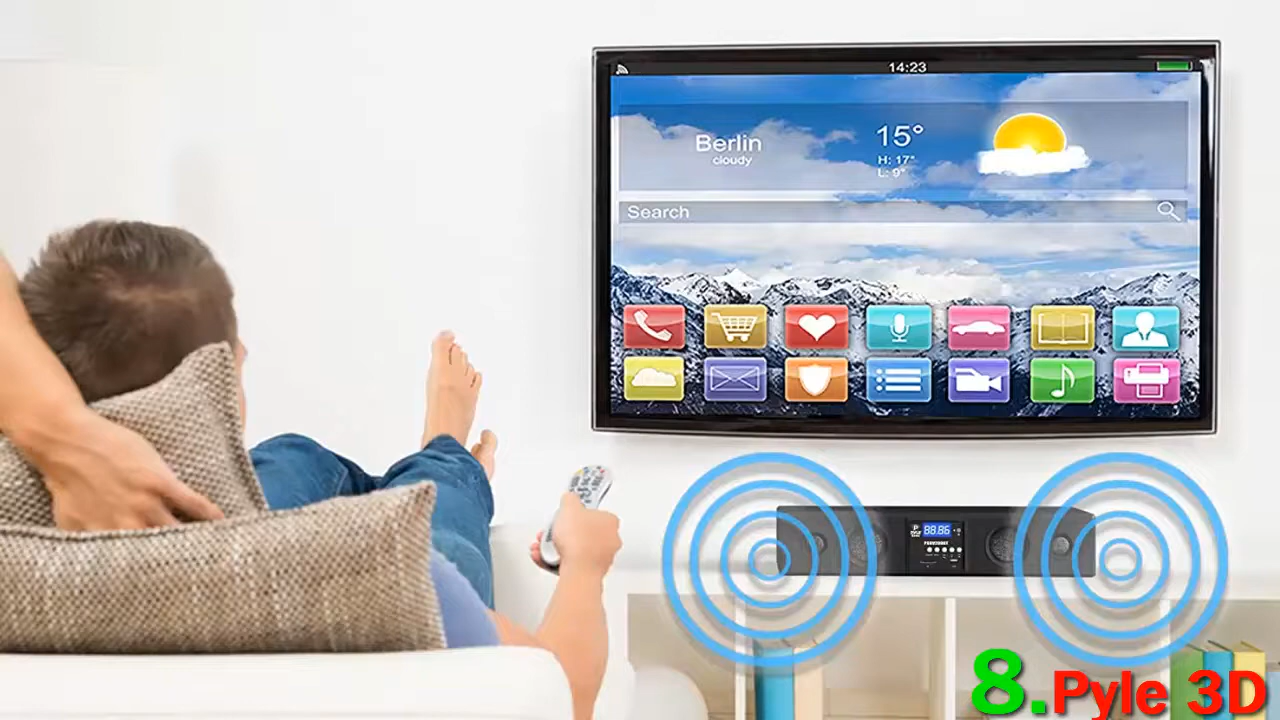 14:23
Berlin
cloudy
15°
H: 17°
L: 9°
Search
88.86
8.Pyle 3D